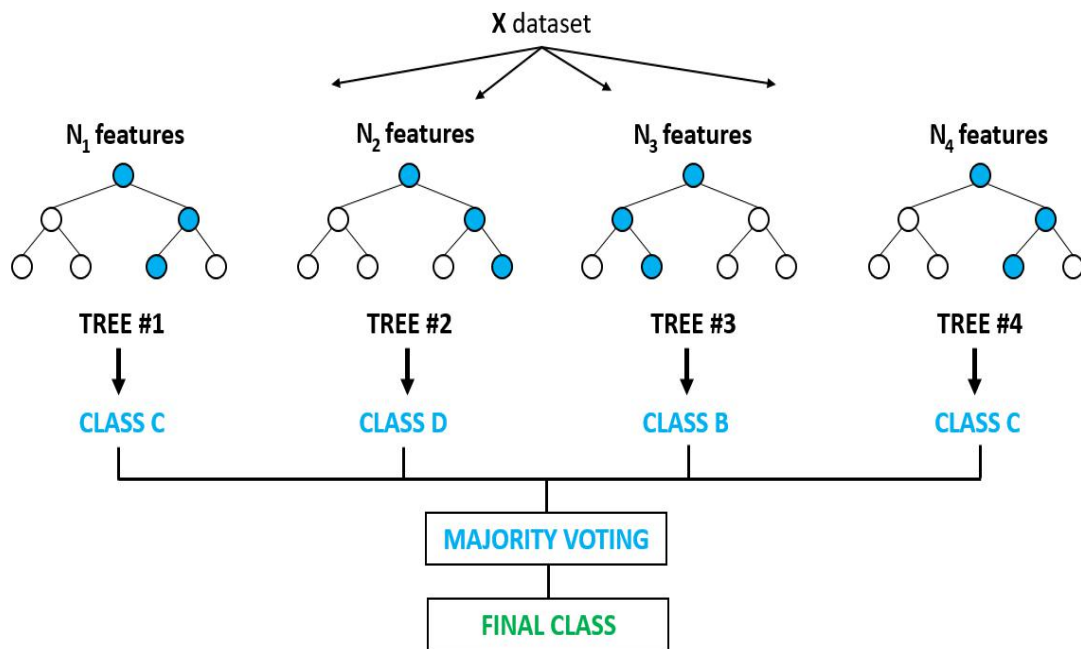 X dataset
N₁ features
N₂ features
N₃ features
N₄ features
TREE #1
TREE #2
TREE #3
TREE #4
CLASS C
CLASS D
CLASS B
CLASS C
MAJORITY VOTING
FINAL CLASS